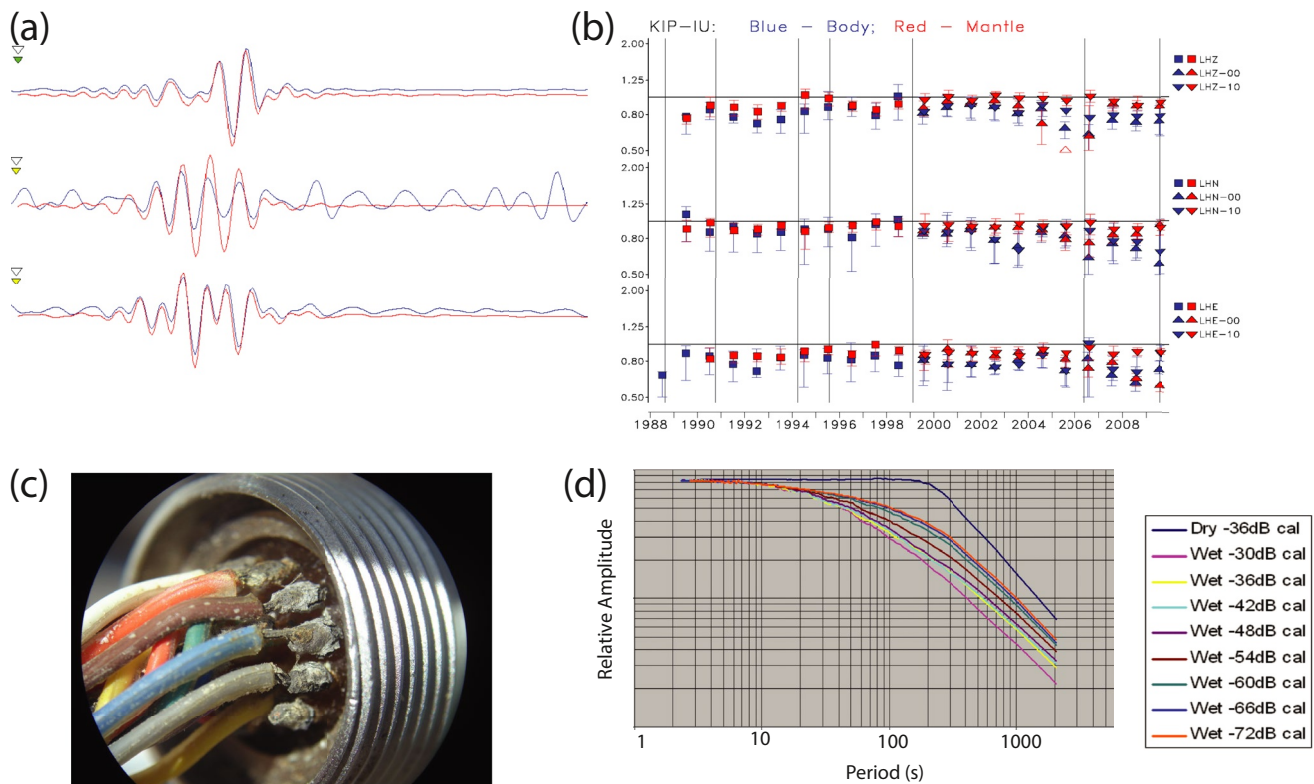 (a)
(b)
KIP-IU: Blue - Body; Red - Mantle
2.00
1.25
0.80
0.50
LHZ
LHZ-00
LHZ-10
2.00
1.25
0.80
0.50
LHN
LHN-00
LHN-10
2.00
1.25
0.80
0.50
LHE
LHE-00
LHE-10
1988 1990 1992 1994 1996 1998 2000 2002 2004 2006 2008
(c)
(d)
Relative Amplitude
1 10 100 1000
Period (s)
Dry -36dB cal
Wet -30dB cal
Wet -36dB cal
Wet -42dB cal
Wet -48dB cal
Wet -54dB cal
Wet -60dB cal
Wet -66dB cal
Wet -72dB cal